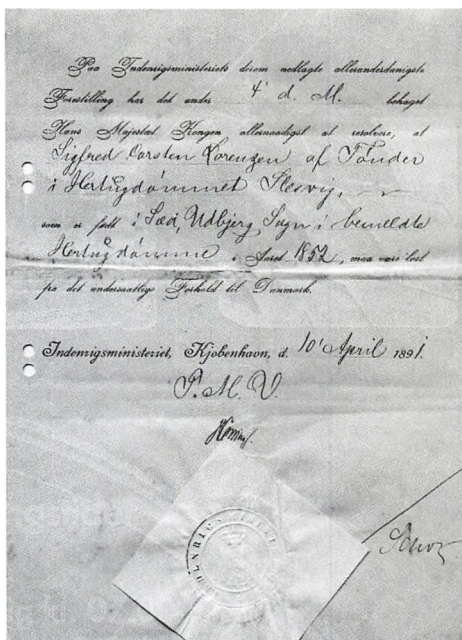 Paa Indenrigsministeriets derom nedlagte allerunderdanigste
Forestilling har det under 4' d. M. behaget
Hans Majestæt Kongen allernaadigst at resolvere, at
Sigfred Carsten Lorenzen af Tønder
i Hertugdømmet Slesvig,
som er født i Sæd, Udbjerg Sogn i bemeldte
Hertugdømme i Aaret 1852, maa være løst
fra det undersaatlige Forhold til Danmark.
Indenrigsministeriet, Kjøbenhavn, d. 10' April 1891.
P. M. V.